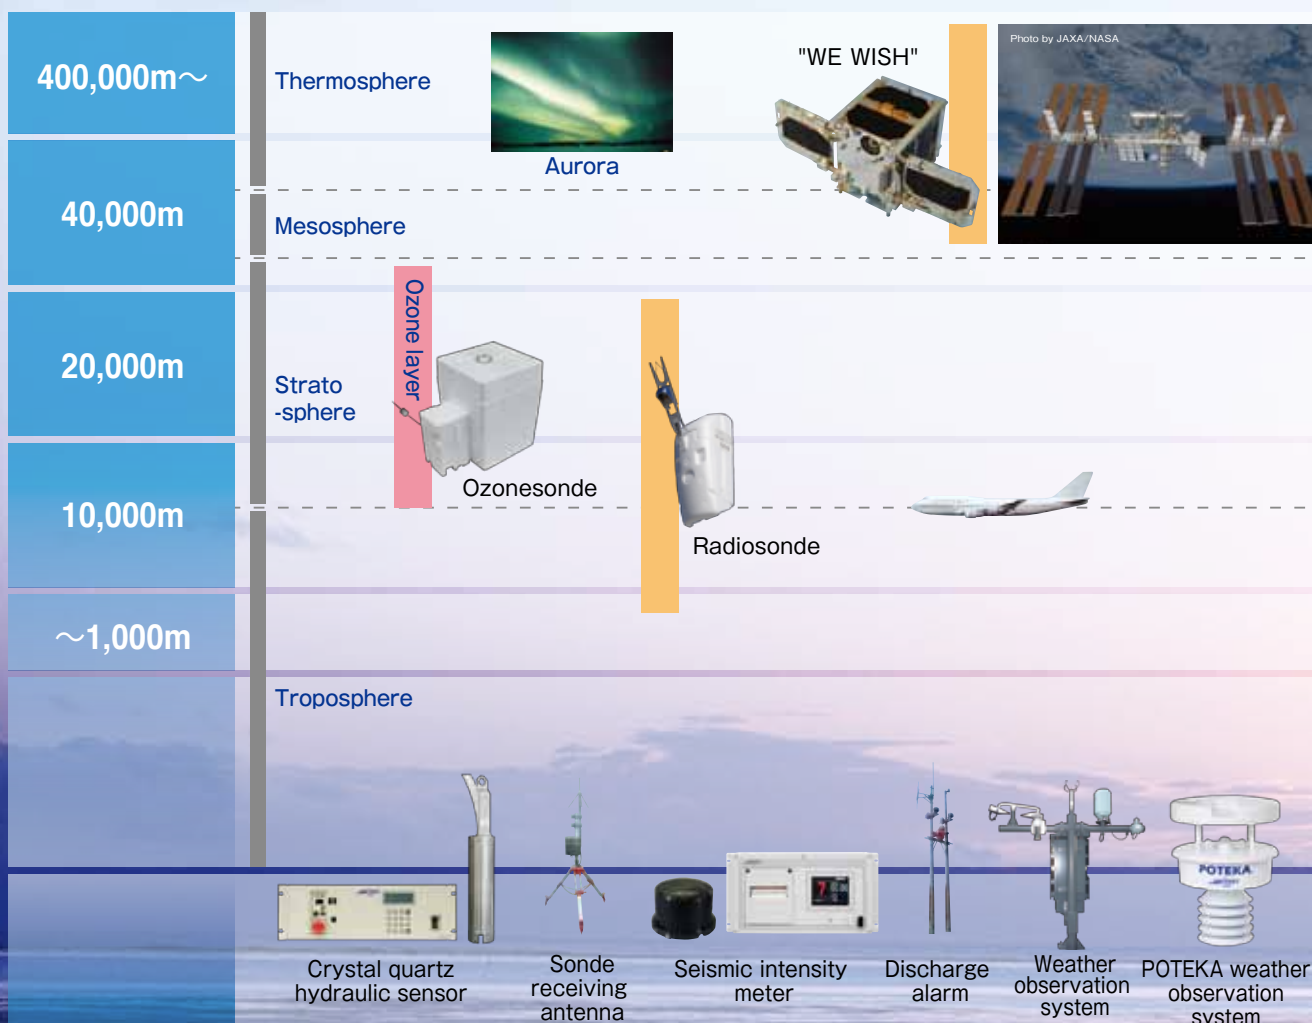 400,000m～
Thermosphere
Aurora
"WE WISH"
Photo by JAXA/NASA
40,000m
Mesosphere
Ozone layer
20,000m
Strato
-sphere
Ozonesonde
10,000m
Radiosonde
～1,000m
Troposphere
POTEKA
7
Crystal quartz
hydraulic sensor
Sonde
receiving
antenna
Seismic intensity
meter
Discharge
alarm
Weather
observation
system
POTEKA weather
observation
system